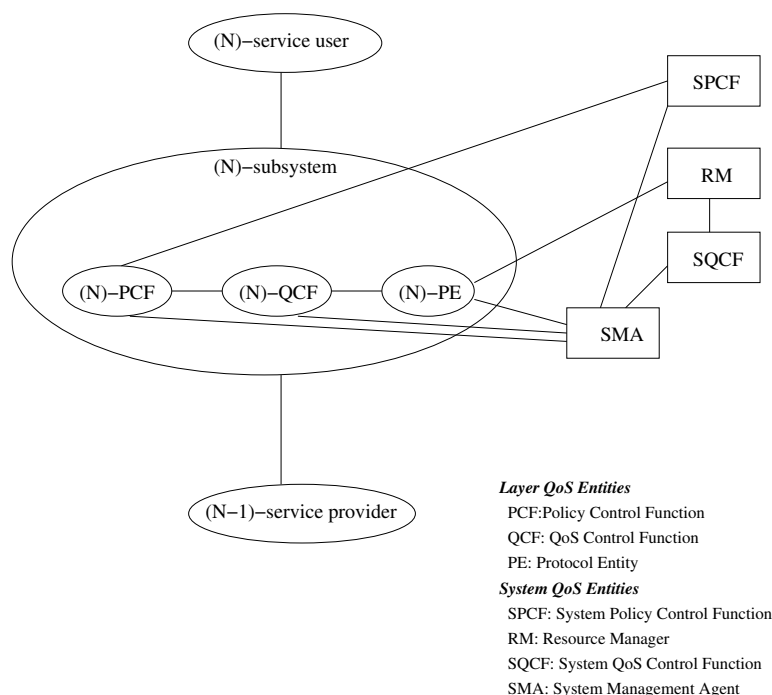 (N)−service user
SPCF
(N)−subsystem
RM
SQCF
(N)−PCF
(N)−QCF
(N)−PE
SMA
(N−1)−service provider
Layer QoS Entities
PCF:Policy Control Function
QCF: QoS Control Function
PE: Protocol Entity
System QoS Entities
SPCF: System Policy Control Function
RM: Resource Manager
SQCF: System QoS Control Function
SMA: System Management Agent